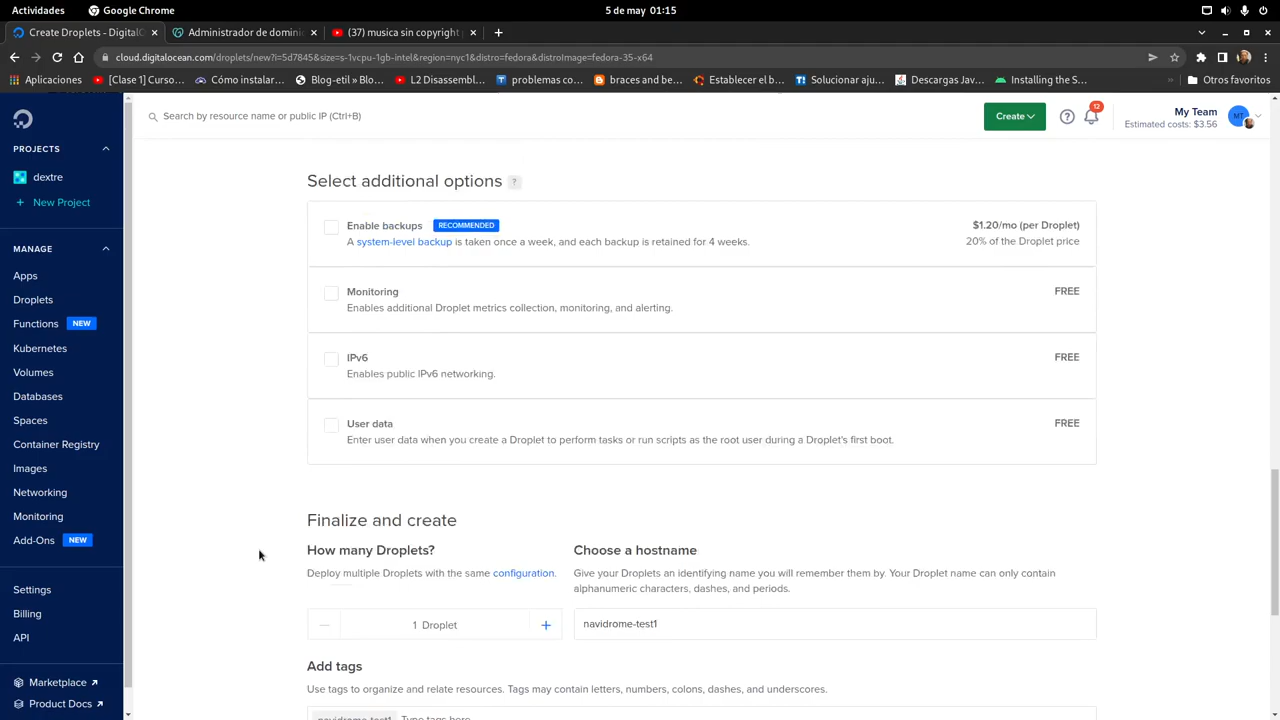 Actividades
Google Chrome
5 de may 01:15
Create Droplets - DigitalO
Administrador de dominio
(37) musica sin copyright
cloud.digitalocean.com/droplets/new?i=5d7845&size=s-1vcpu-1gb-intel&region=nyc1&distro=fedora&distroImage=fedora-35-x64
Aplicaciones
[Clase 1] Curso...
Cómo instalar...
Blog-etil » Blo...
L2 Disassembl...
problemas co...
braces and be...
Establecer el b...
Solucionar aju...
Descargas Jav...
Installing the S...
Otros favoritos
Search by resource name or public IP (Ctrl+B)
Create
?
12
My Team
Estimated costs: $3.56
MT
PROJECTS
dextre
+ New Project
MANAGE
Apps
Droplets
Functions NEW
Kubernetes
Volumes
Databases
Spaces
Container Registry
Images
Networking
Monitoring
Add-Ons NEW
Settings
Billing
API
Marketplace
Product Docs
Select additional options ?
Enable backups RECOMMENDED
A system-level backup is taken once a week, and each backup is retained for 4 weeks.
$1.20/mo (per Droplet)
20% of the Droplet price
Monitoring
Enables additional Droplet metrics collection, monitoring, and alerting.
FREE
IPv6
Enables public IPv6 networking.
FREE
User data
Enter user data when you create a Droplet to perform tasks or run scripts as the root user during a Droplet's first boot.
FREE
Finalize and create
How many Droplets?
Deploy multiple Droplets with the same configuration.
1 Droplet
Choose a hostname
Give your Droplets an identifying name you will remember them by. Your Droplet name can only contain
alphanumeric characters, dashes, and periods.
navidrome-test1
Add tags
Use tags to organize and relate resources. Tags may contain letters, numbers, colons, dashes, and underscores.
navidrome-test1 Type tags here